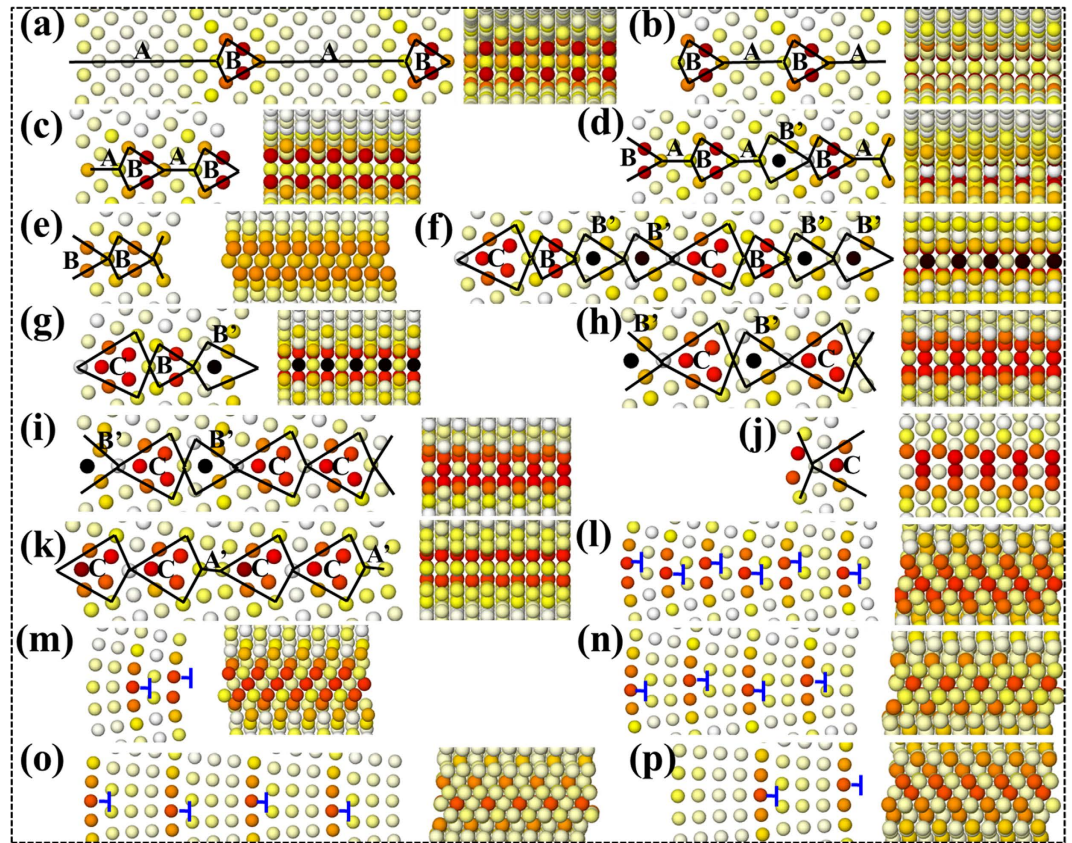 (a) A B A B
(b) B A B A
(c) A B A B
(d) B A B A B' B A
(e) B B
(f) C B B' B' C B B' B'
(g) C B B'
(h) B' C B' C
(i) B' C B' C C
(j) C
(k) C C A' C C A'
(l)
(m)
(n)
(o)
(p)